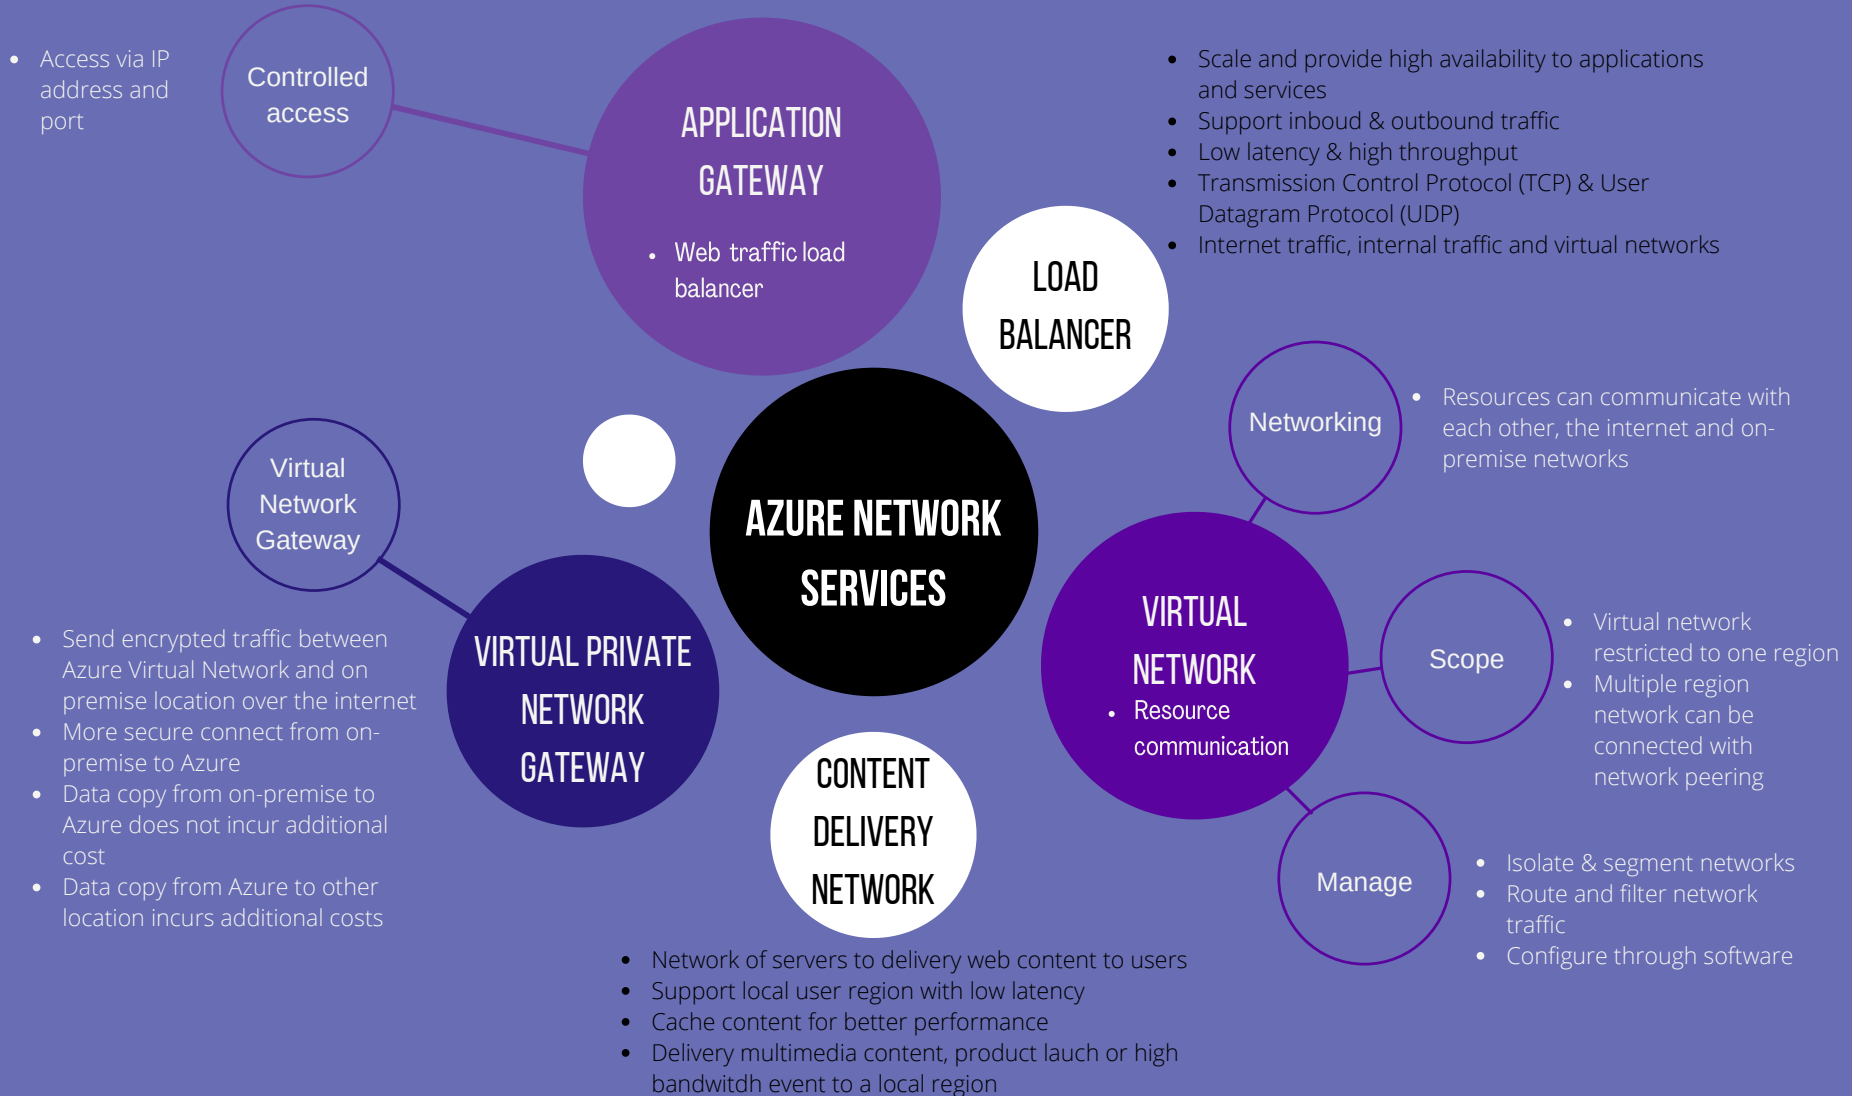 • Access via IP
address and
port
Controlled
access
APPLICATION
GATEWAY
• Web traffic load
balancer
• Scale and provide high availability to applications
and services
• Support inboud & outbound traffic
• Low latency & high throughput
• Transmission Control Protocol (TCP) & User
Datagram Protocol (UDP)
• Internet traffic, internal traffic and virtual networks
LOAD
BALANCER
Networking
• Resources can communicate with
each other, the internet and on-
premise networks
Virtual
Network
Gateway
AZURE NETWORK
SERVICES
VIRTUAL
NETWORK
• Resource
communication
Scope
• Virtual network
restricted to one region
• Multiple region
network can be
connected with
network peering
• Send encrypted traffic between
Azure Virtual Network and on
premise location over the internet
• More secure connect from on-
premise to Azure
• Data copy from on-premise to
Azure does not incur additional
cost
• Data copy from Azure to other
location incurs additional costs
VIRTUAL PRIVATE
NETWORK
GATEWAY
CONTENT
DELIVERY
NETWORK
Manage
• Isolate & segment networks
• Route and filter network
traffic
• Configure through software
• Network of servers to delivery web content to users
• Support local user region with low latency
• Cache content for better performance
• Delivery multimedia content, product lauch or high
bandwitdh event to a local region